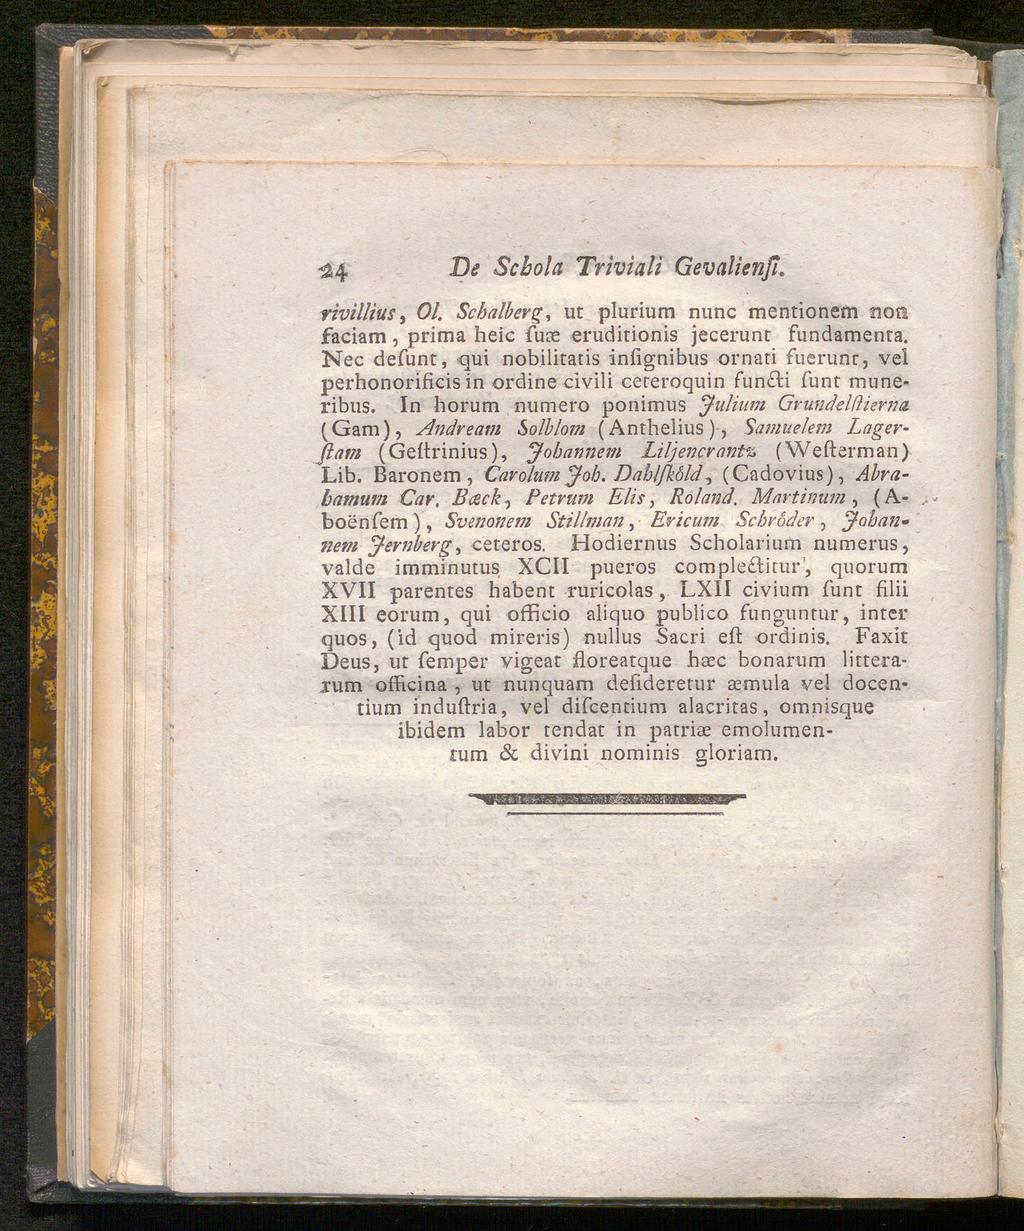 24 De Schola Triviali Gevalienſi.
rivillius, Ol. Schalberg, ut plurium nunc mentionem non
faciam, prima heic ſuæ eruditionis jecerunt fundamenta.
Nec deſunt, qui nobilitatis inſignibus ornati fuerunt, vel
perhonorificis in ordine civili ceteroquin functi ſunt mune-
ribus. In horum numero ponimus Julium Grundelſtierna
(Gam), Andream Solblom (Anthelius), Samuelem Lager-
ſtam (Geſtrinius), Johannem Liljencrantz (Weſterman)
Lib. Baronem, Carolum Joh. Dahlſköld, (Cadovius), Abra-
hamum Car. Bæck, Petrum Elis, Roland. Martinum, (A-
boënſem), Svenonem Stillman, Ericum Schröder, Johan-
nem Jernberg, ceteros. Hodiernus Scholarium numerus,
valde imminutus XCII pueros complectitur, quorum
XVII parentes habent ruricolas, LXII civium ſunt filii
XIII eorum, qui officio aliquo publico funguntur, inter
quos, (id quod mireris) nullus Sacri eſt ordinis. Faxit
Deus, ut ſemper vigeat floreatque hæc bonarum littera-
rum officina, ut nunquam deſideretur æmula vel docen-
tium induſtria, vel diſcentium alacritas, omnisque
ibidem labor tendat in patriæ emolumen-
tum & divini nominis gloriam.